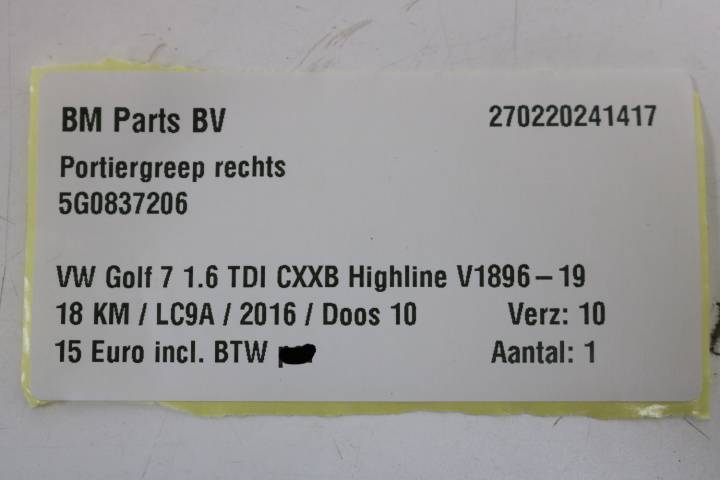 BM Parts BV 270220241417
Portiergreep rechts
5G0837206
VW Golf 7 1.6 TDI CXXB Highline V1896-19
18 KM / LC9A / 2016 / Doos 10 Verz: 10
15 Euro incl. BTW Aantal: 1